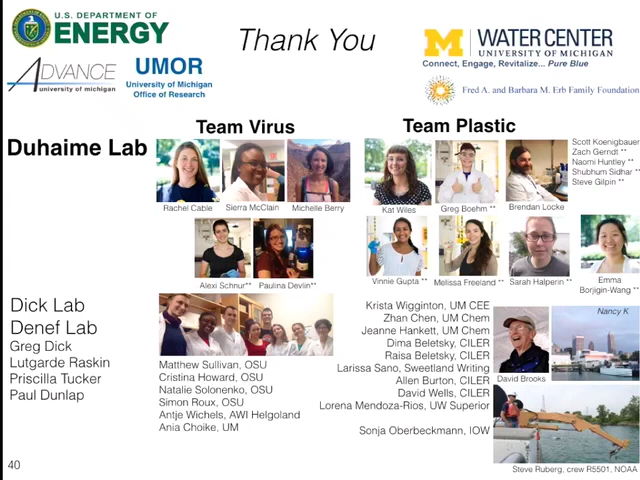 U.S. DEPARTMENT OF
ENERGY
Thank You
M WATER CENTER
UNIVERSITY OF MICHIGAN
Connect, Engage, Revitalize... Pure Blue
ADVANCE
university of michigan
UMOR
University of Michigan
Office of Research
Fred A. and Barbara M. Erb Family Foundation
Duhaime Lab
Team Virus
Team Plastic
Scott Koenigbauer
Zach Gerndt **
Naomi Huntley **
Shubhum Sidhar **
Steve Gilpin **
Rachel Cable
Sierra McClain
Michelle Berry
Kat Wiles
Greg Boehm **
Brendan Locke
Alexi Schnur**
Paulina Devlin**
Vinnie Gupta **
Melissa Freeland **
Sarah Halperin **
Emma
Borjigin-Wang **
Dick Lab
Denef Lab
Greg Dick
Lutgarde Raskin
Priscilla Tucker
Paul Dunlap
Matthew Sullivan, OSU
Cristina Howard, OSU
Natalie Solonenko, OSU
Simon Roux, OSU
Antje Wichels, AWI Helgoland
Ania Choike, UM
Krista Wigginton, UM CEE
Zhan Chen, UM Chem
Jeanne Hankett, UM Chem
Dima Beletsky, CILER
Raisa Beletsky, CILER
Larissa Sano, Sweetland Writing
Allen Burton, CILER
David Wells, CILER
Lorena Mendoza-Rios, UW Superior
Sonja Oberbeckmann, IOW
Nancy K
David Brooks
Steve Ruberg, crew R5501, NOAA
40